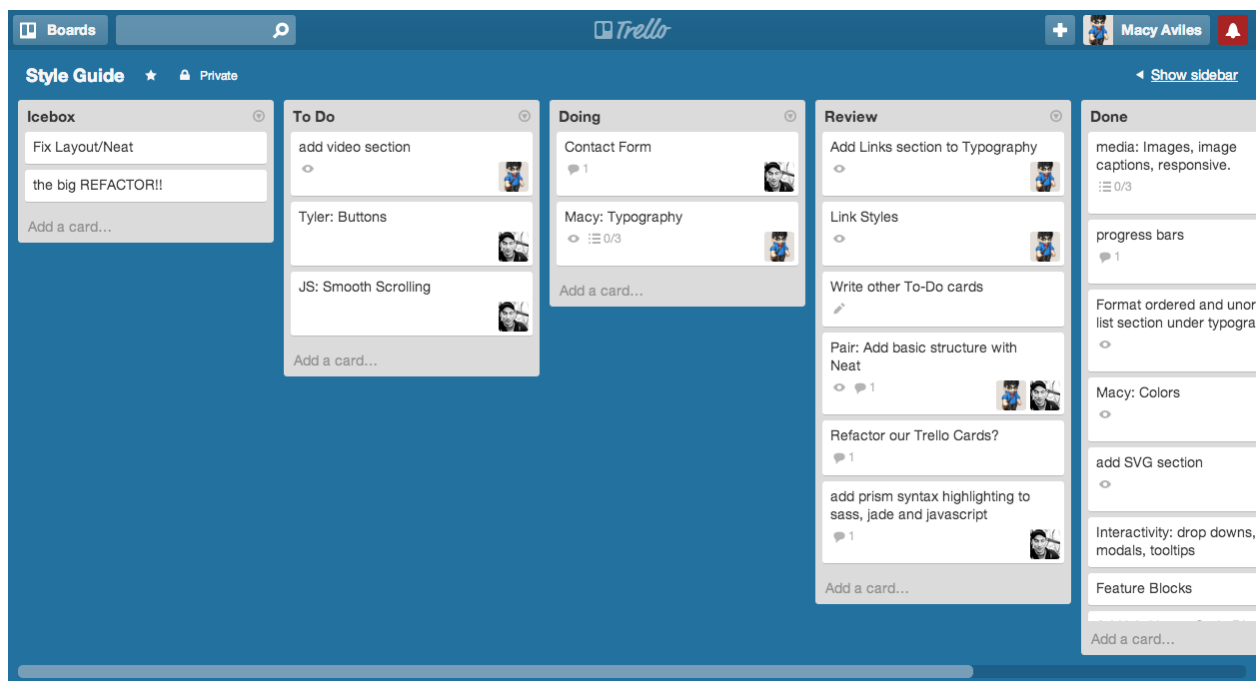 Boards
Trello
Macy Aviles
Style Guide
Private
Show sidebar
Icebox
Fix Layout/Neat
the big REFACTOR!!
Add a card...
To Do
add video section
Tyler: Buttons
JS: Smooth Scrolling
Add a card...
Doing
Contact Form
1
Macy: Typography
0/3
Add a card...
Review
Add Links section to Typography
Link Styles
Write other To-Do cards
Pair: Add basic structure with
Neat
1
Refactor our Trello Cards?
1
add prism syntax highlighting to
sass, jade and javascript
1
Add a card...
Done
media: Images, image
captions, responsive.
0/3
progress bars
1
Format ordered and unor
list section under typogra
Macy: Colors
add SVG section
Interactivity: drop downs,
modals, tooltips
Feature Blocks
Add a card...